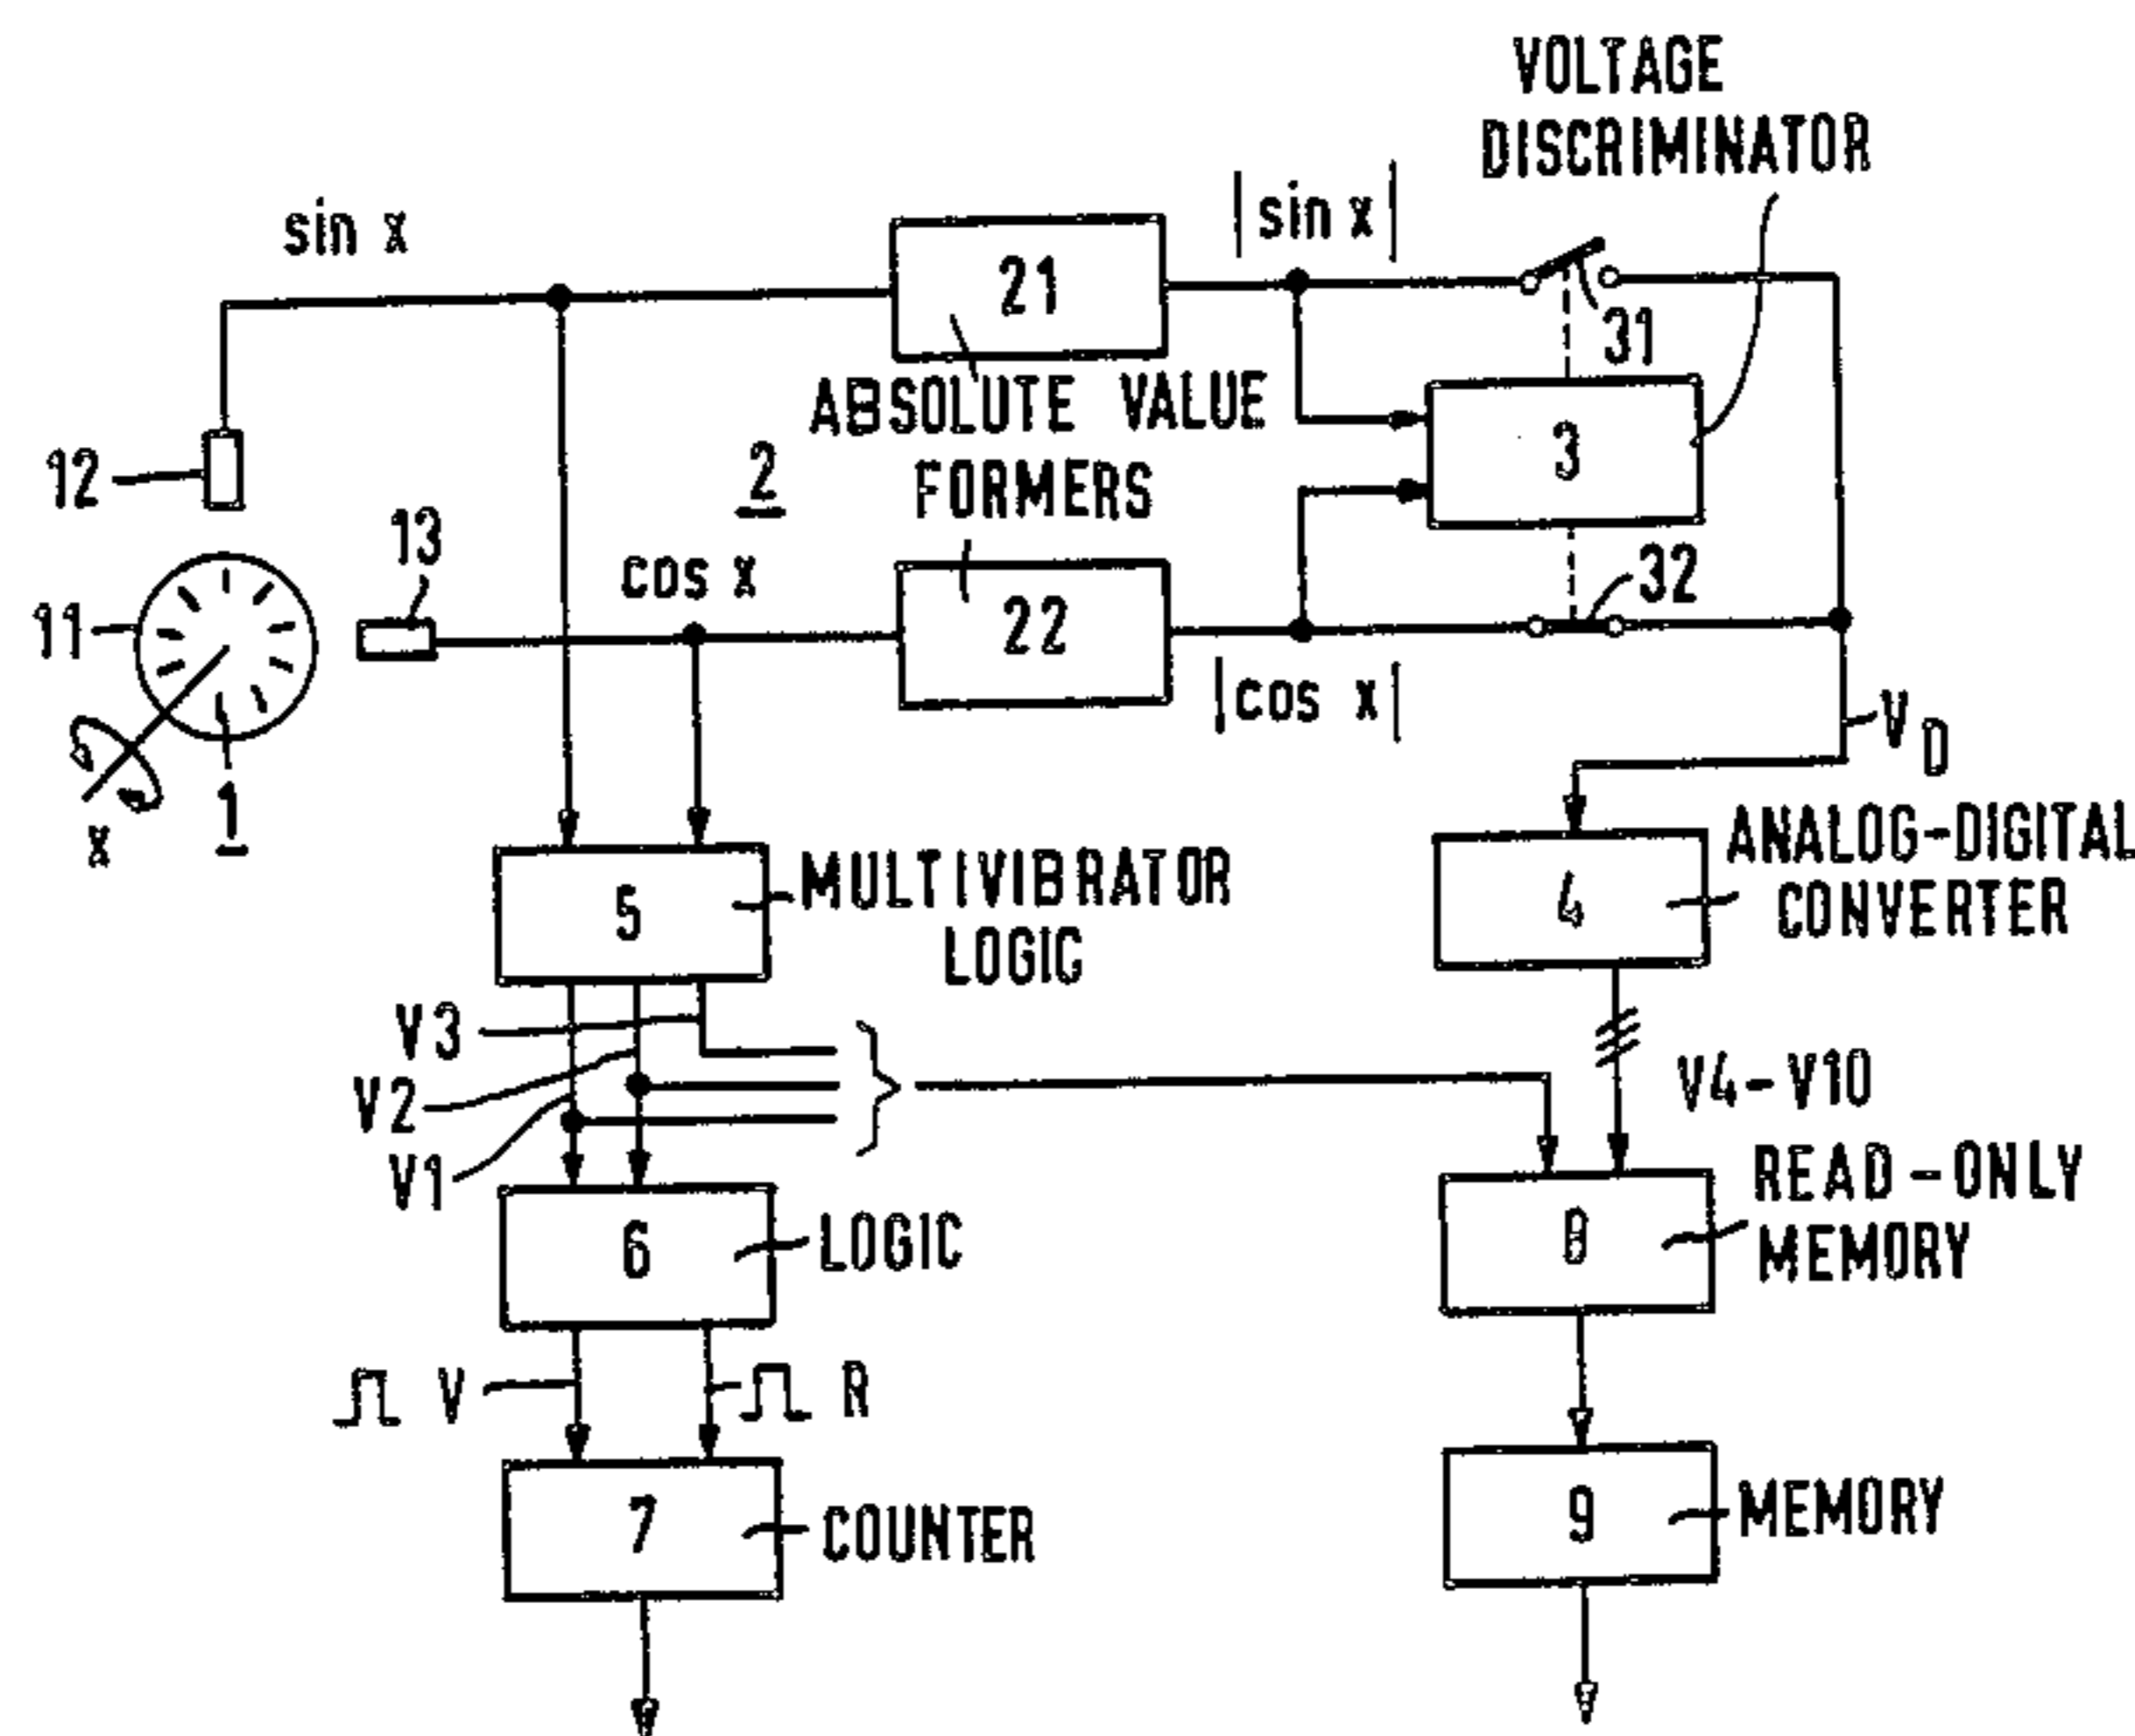 VOLTAGE
DISCRIMINATOR
sin x
21
|sin x|
31
ABSOLUTE VALUE
FORMERS
3
12
2
13
cos x
22
32
11
|cos x|
V D
x
1
5
MULTIVIBRATOR
LOGIC
4
ANALOG-DIGITAL
CONVERTER
V3
V2
V1
V4-V10
6
LOGIC
8
READ-ONLY
MEMORY
V
R
7
COUNTER
9
MEMORY